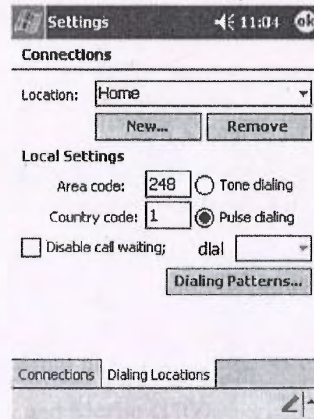 Settings 11:04 ok
Connections
Location: Home
New... Remove
Local Settings
Area code: 248 Tone dialing
Country code: 1 Pulse dialing
Disable call waiting; dial
Dialing Patterns...
Connections Dialing Locations